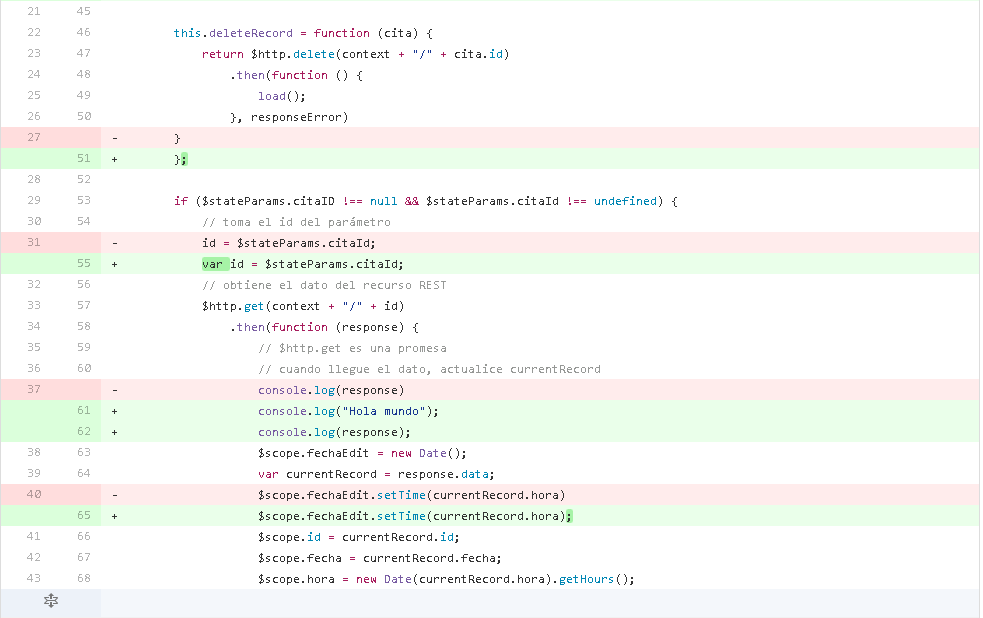 21 45
22 46 this.deleteRecord = function (cita) {
23 47 return $http.delete(context + "/" + cita.id)
24 48 .then(function () {
25 49 load();
26 50 }, responseError)
27 - }
51 + };
28 52
29 53 if ($stateParams.citaID !== null && $stateParams.citaId !== undefined) {
30 54 // toma el id del parámetro
31 - id = $stateParams.citaId;
55 + var id = $stateParams.citaId;
32 56 // obtiene el dato del recurso REST
33 57 $http.get(context + "/" + id)
34 58 .then(function (response) {
35 59 // $http.get es una promesa
36 60 // cuando llegue el dato, actualice currentRecord
37 - console.log(response)
61 + console.log("Hola mundo");
62 + console.log(response);
38 63 $scope.fechaEdit = new Date();
39 64 var currentRecord = response.data;
40 - $scope.fechaEdit.setTime(currentRecord.hora)
65 + $scope.fechaEdit.setTime(currentRecord.hora);
41 66 $scope.id = currentRecord.id;
42 67 $scope.fecha = currentRecord.fecha;
43 68 $scope.hora = new Date(currentRecord.hora).getHours();